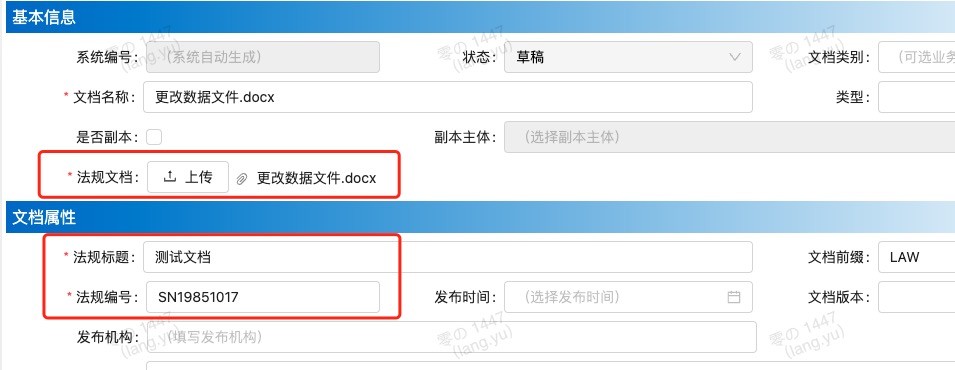 基本信息
系统编号: (系统自动生成) 状态: 草稿 文档类别: (可选业务
* 文档名称: 更改数据文件.docx 类型:
是否副本: 副本主体: (选择副本主体)
* 法规文档: 上传 更改数据文件.docx
文档属性
* 法规标题: 测试文档 文档前缀: LAW
* 法规编号: SN19851017 发布时间: (选择发布时间) 文档版本:
发布机构: (填写发布机构)
零の 1447
(lang.yu)
零の 1447
(lang.yu)
零の 1447
(lang.yu)
零の 1447
(lang.yu)
零の 1447
(lang.yu)
零の 1447
(lang.yu)